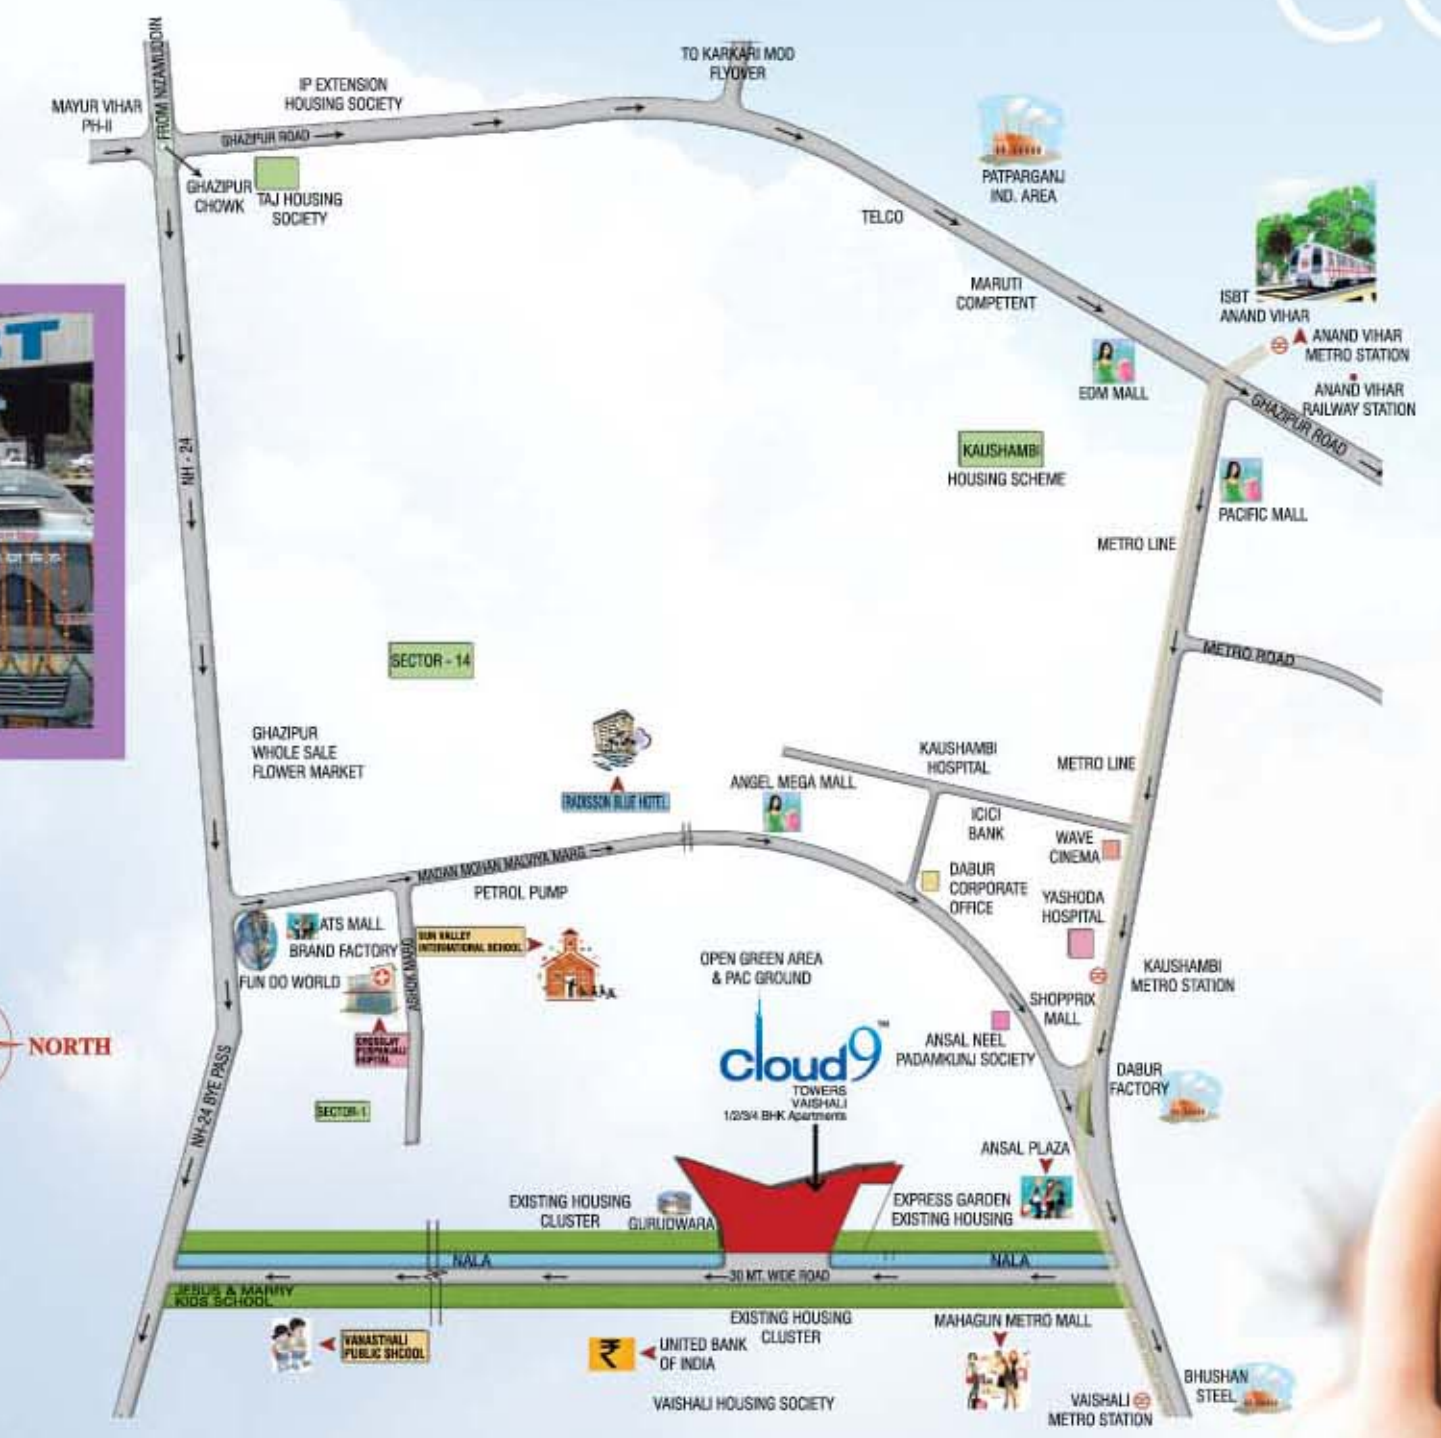 FROM NIZAMUDDIN
TO KARKARI MOD
FLYOVER
IP EXTENSION
HOUSING SOCIETY
MAYUR VIHAR
PH-II
GHAZIPUR ROAD
GHAZIPUR
CHOWK
TAJ HOUSING
SOCIETY
PATPARGANJ
IND. AREA
TELCO
MARUTI
COMPETENT
ISBT
ANAND VIHAR
ANAND VIHAR
METRO STATION
ANAND VIHAR
RAILWAY STATION
EDM MALL
GHAZIPUR ROAD
KAUSHAMBI
HOUSING SCHEME
PACIFIC MALL
NH - 24
METRO LINE
METRO ROAD
SECTOR - 14
GHAZIPUR
WHOLE SALE
FLOWER MARKET
RADISSON BLUE HOTEL
ANGEL MEGA MALL
KAUSHAMBI
HOSPITAL
METRO LINE
ICICI
BANK
WAVE
CINEMA
MADAN MOHAN MALVIYA MARG
PETROL PUMP
DABUR
CORPORATE
OFFICE
YASHODA
HOSPITAL
ATS MALL
BRAND FACTORY
FUN DO WORLD
SUN VALLEY
INTERNATIONAL SCHOOL
ASHOK MARG
OPEN GREEN AREA
& PAC GROUND
KAUSHAMBI
METRO STATION
SHOPPRIX
MALL
ANSAL NEEL
PADAMKUNJ SOCIETY
NORTH
Cloud9™
TOWERS
VAISHALI
1/2/3/4 BHK Apartments
DABUR
FACTORY
NH-24 BYE PASS
SECTOR-1
ANSAL PLAZA
EXISTING HOUSING
CLUSTER
GURUDWARA
EXPRESS GARDEN
EXISTING HOUSING
NALA
NALA
30 MT. WIDE ROAD
JESUS & MARRY
KIDS SCHOOL
EXISTING HOUSING
CLUSTER
MAHAGUN METRO MALL
VANASTHALI
PUBLIC SHCOOL
₹
UNITED BANK
OF INDIA
VAISHALI HOUSING SOCIETY
VAISHALI
METRO STATION
BHUSHAN
STEEL